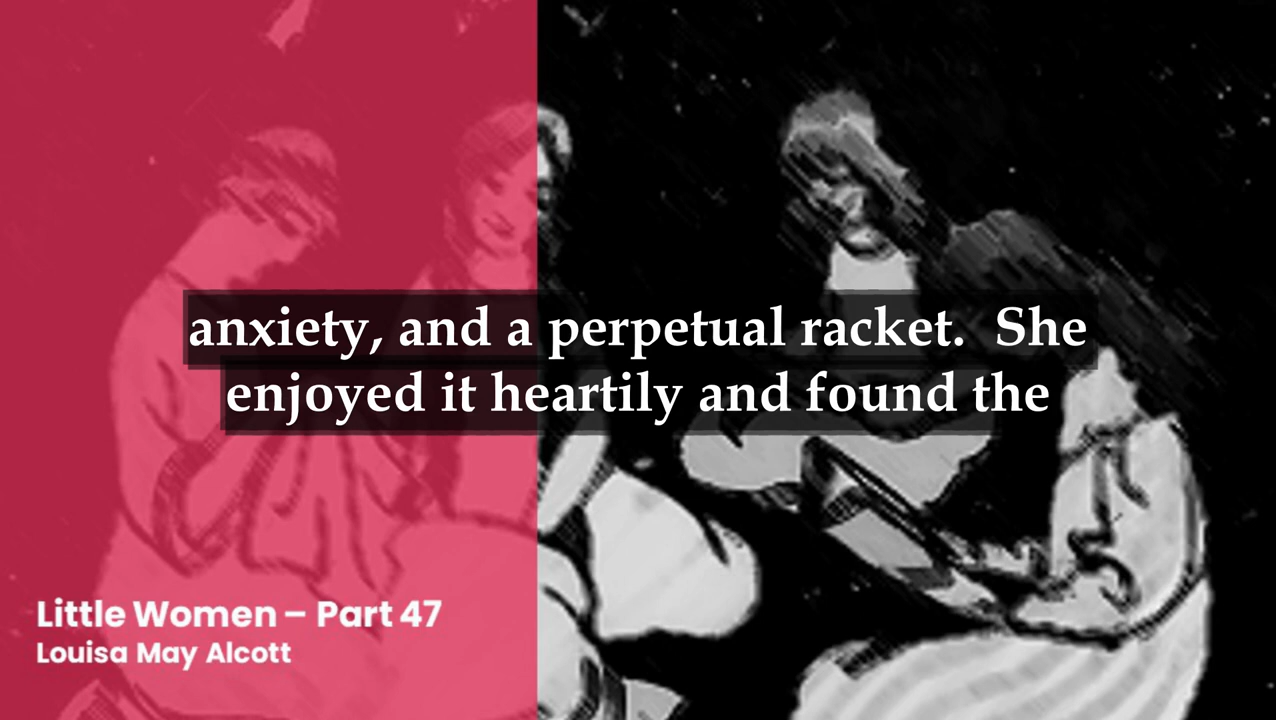 anxiety, and a perpetual racket.  She
enjoyed it heartily and found the
Little Women – Part 47
Louisa May Alcott